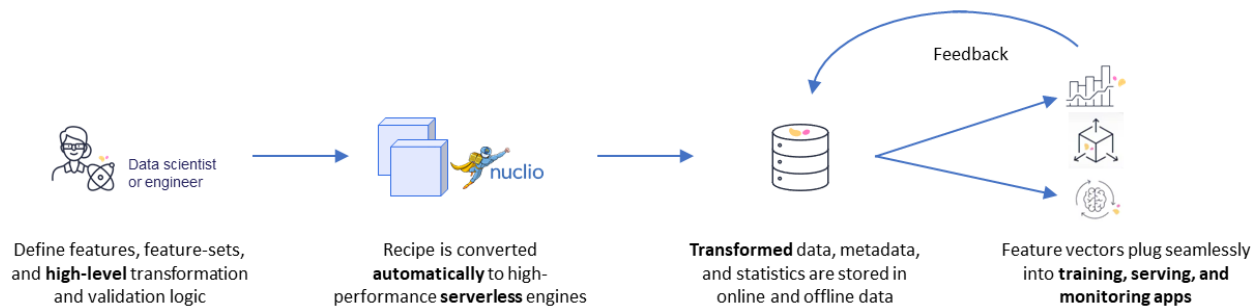 Feedback
Data scientist
or engineer
nuclio
Define features, feature-sets,
and high-level transformation
and validation logic
Recipe is converted
automatically to high-
performance serverless engines
Transformed data, metadata,
and statistics are stored in
online and offline data
Feature vectors plug seamlessly
into training, serving, and
monitoring apps